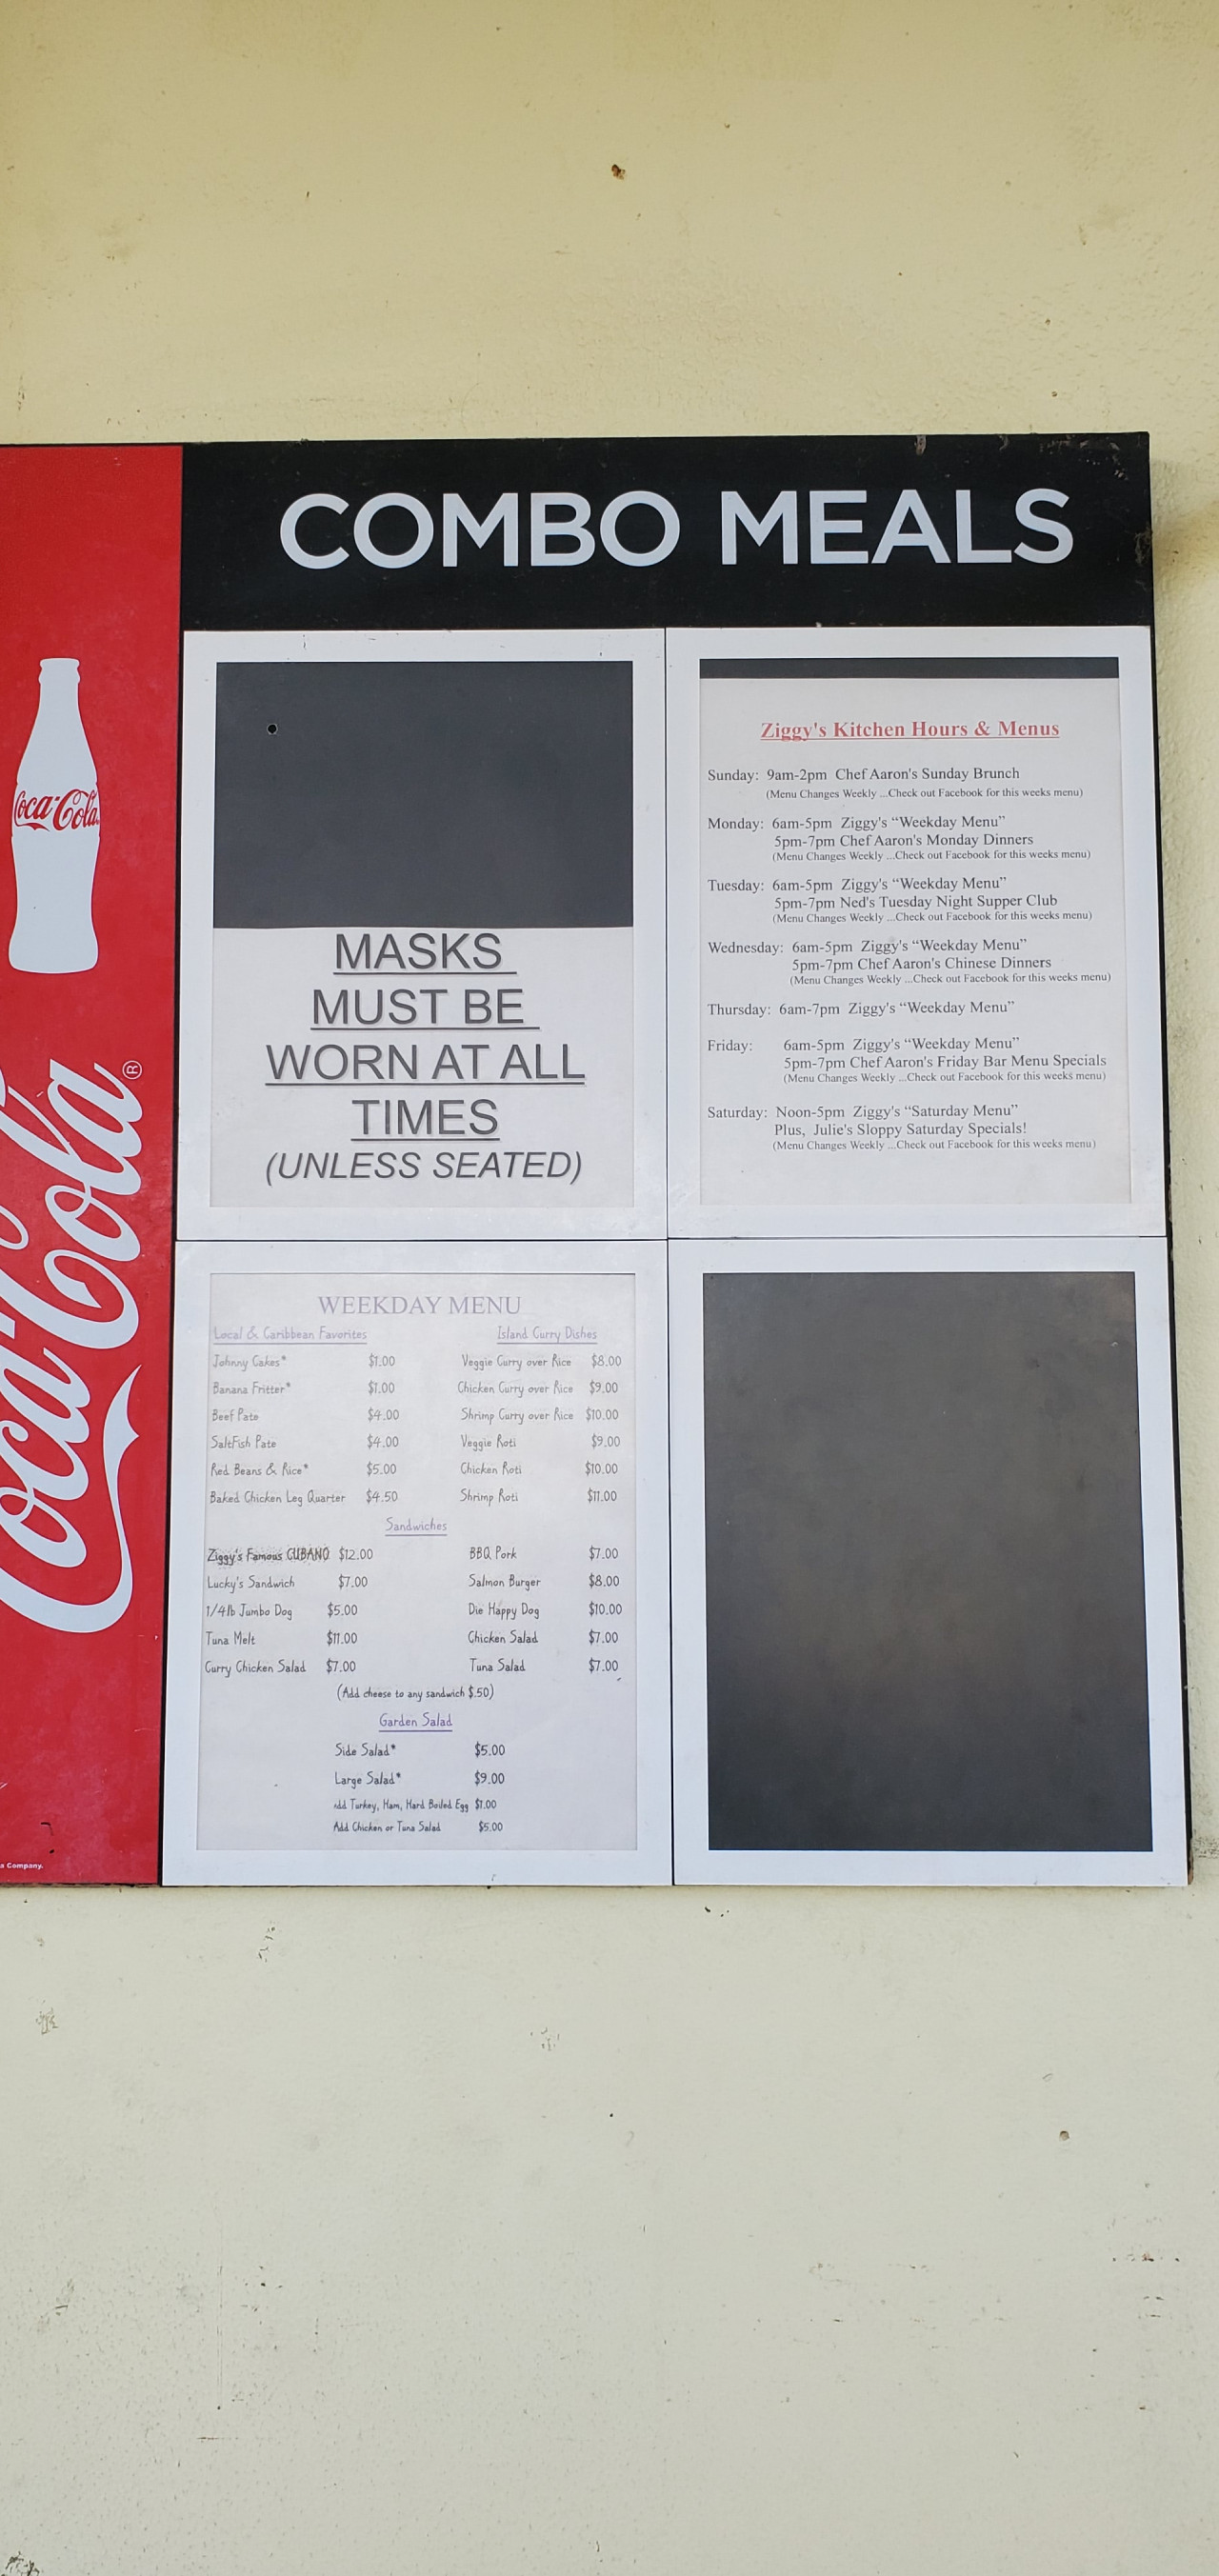 COMBO MEALS
Coca-Cola
Coca-Cola®
a Company.
MASKS
MUST BE
WORN AT ALL
TIMES
(UNLESS SEATED)
Ziggy's Kitchen Hours & Menus
Sunday: 9am-2pm Chef Aaron's Sunday Brunch
(Menu Changes Weekly ...Check out Facebook for this weeks menu)
Monday: 6am-5pm Ziggy's “Weekday Menu”
5pm-7pm Chef Aaron's Monday Dinners
(Menu Changes Weekly ...Check out Facebook for this weeks menu)
Tuesday: 6am-5pm Ziggy's “Weekday Menu”
5pm-7pm Ned's Tuesday Night Supper Club
(Menu Changes Weekly ...Check out Facebook for this weeks menu)
Wednesday: 6am-5pm Ziggy's “Weekday Menu”
5pm-7pm Chef Aaron's Chinese Dinners
(Menu Changes Weekly ...Check out Facebook for this weeks menu)
Thursday: 6am-7pm Ziggy's “Weekday Menu”
Friday: 6am-5pm Ziggy's “Weekday Menu”
5pm-7pm Chef Aaron's Friday Bar Menu Specials
(Menu Changes Weekly ...Check out Facebook for this weeks menu)
Saturday: Noon-5pm Ziggy's “Saturday Menu”
Plus, Julie's Sloppy Saturday Specials!
(Menu Changes Weekly ...Check out Facebook for this weeks menu)
WEEKDAY MENU
Local & Caribbean Favorites
Johnny Cakes* $1.00
Banana Fritter* $1.00
Beef Pate $4.00
SaltFish Pate $4.00
Red Beans & Rice* $5.00
Baked Chicken Leg Quarter $4.50
Island Curry Dishes
Veggie Curry over Rice $8.00
Chicken Curry over Rice $9.00
Shrimp Curry over Rice $10.00
Veggie Roti $9.00
Chicken Roti $10.00
Shrimp Roti $11.00
Sandwiches
Ziggy's Famous CUBANO $12.00
Lucky's Sandwich $7.00
1/4lb Jumbo Dog $5.00
Tuna Melt $11.00
Curry Chicken Salad $7.00
BBQ Pork $7.00
Salmon Burger $8.00
Die Happy Dog $10.00
Chicken Salad $7.00
Tuna Salad $7.00
(Add cheese to any sandwich $.50)
Garden Salad
Side Salad* $5.00
Large Salad* $9.00
Add Turkey, Ham, Hard Boiled Egg $1.00
Add Chicken or Tuna Salad $5.00